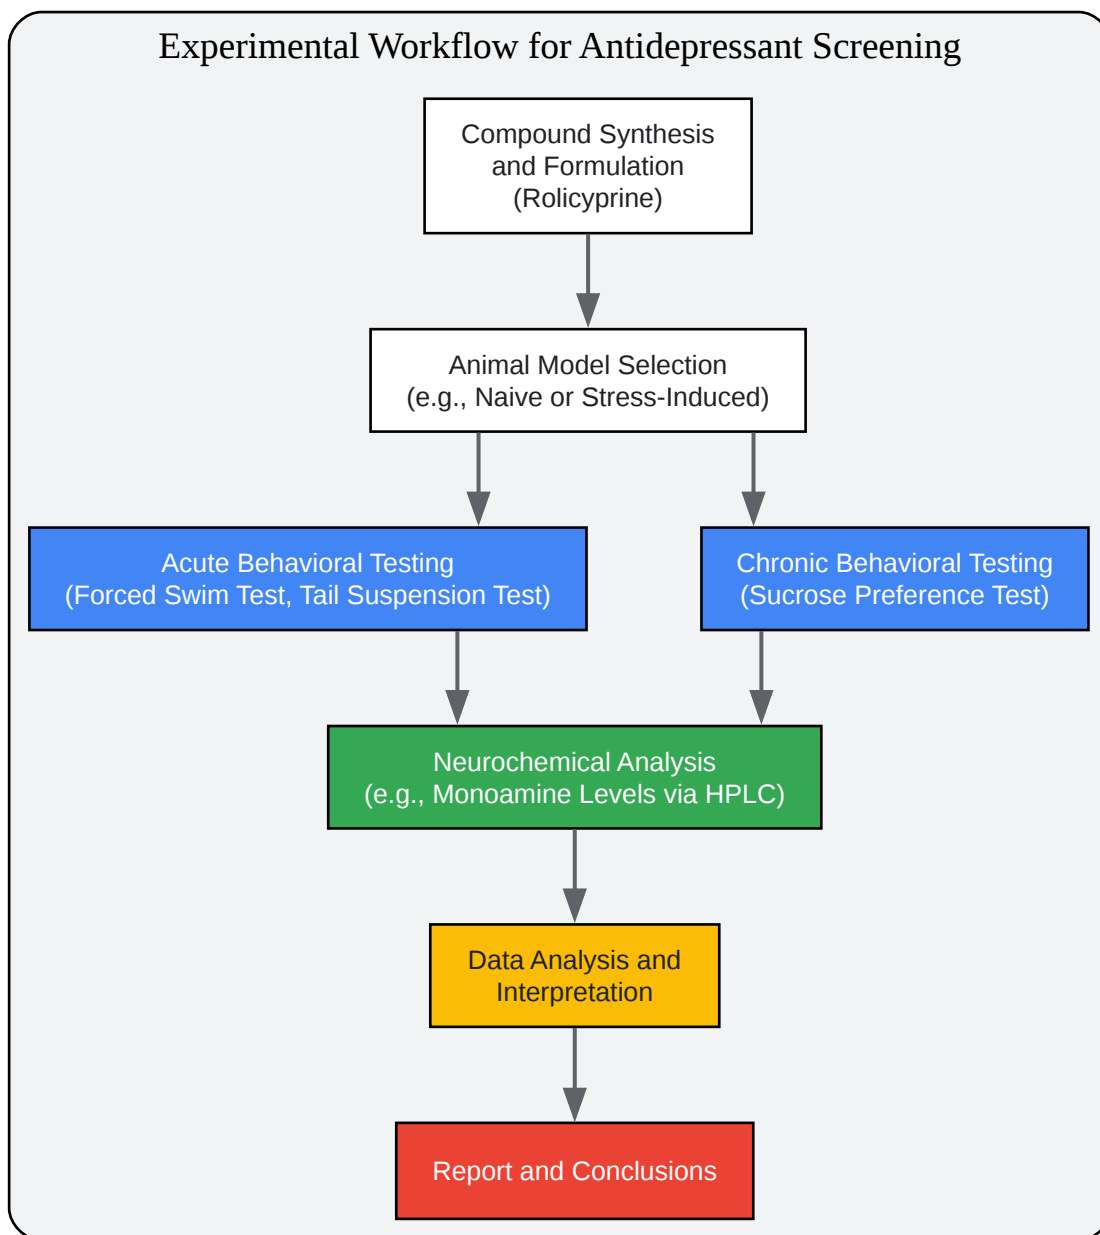 Experimental Workflow for Antidepressant Screening
Compound Synthesis
and Formulation
(Rolicyprine)
Animal Model Selection
(e.g., Naive or Stress-Induced)
Acute Behavioral Testing
(Forced Swim Test, Tail Suspension Test)
Chronic Behavioral Testing
(Sucrose Preference Test)
Neurochemical Analysis
(e.g., Monoamine Levels via HPLC)
Data Analysis and
Interpretation
Report and Conclusions